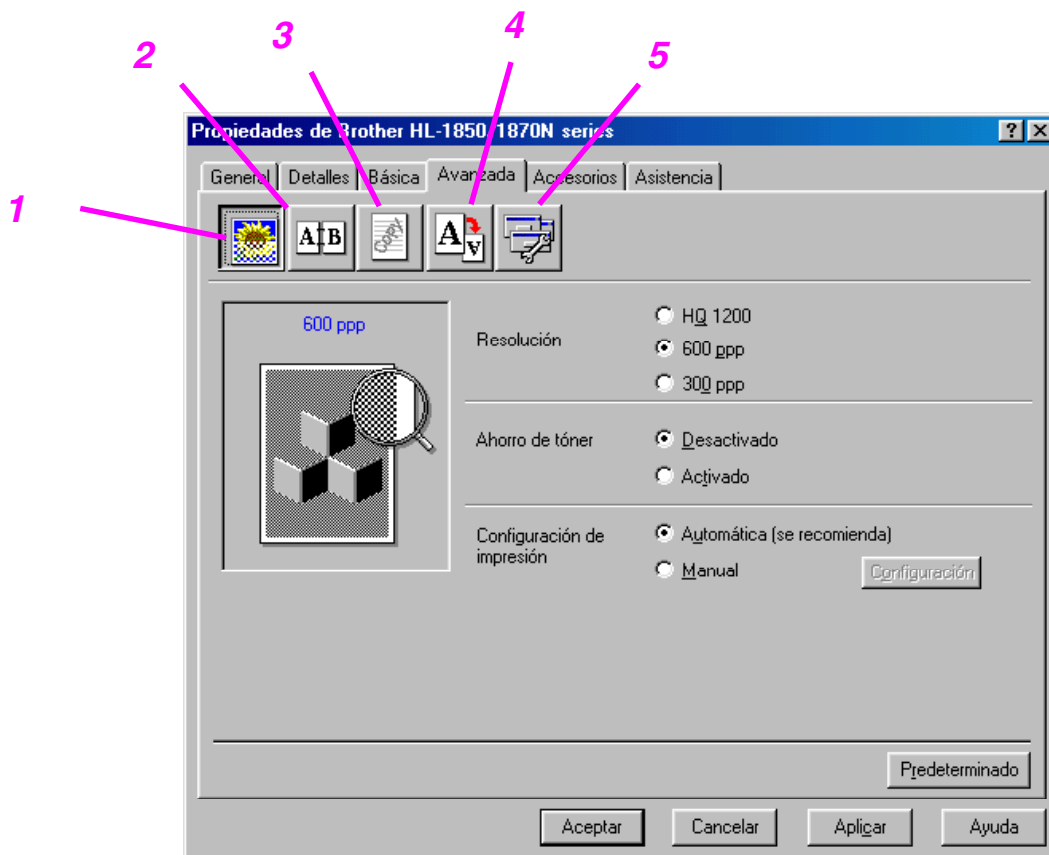 4
3
2
5
Propiedades de Brother HL-1850/1870N series
General Detalles Básica Avanzada Accesorios Asistencia
1
A B COPY A A
600 ppp
Resolución
HQ 1200
600 ppp
300 ppp
Ahorro de tóner
Desactivado
Activado
Configuración de
impresión
Automática (se recomienda)
Manual
Configuración
Predeterminado
Aceptar Cancelar Aplicar Ayuda